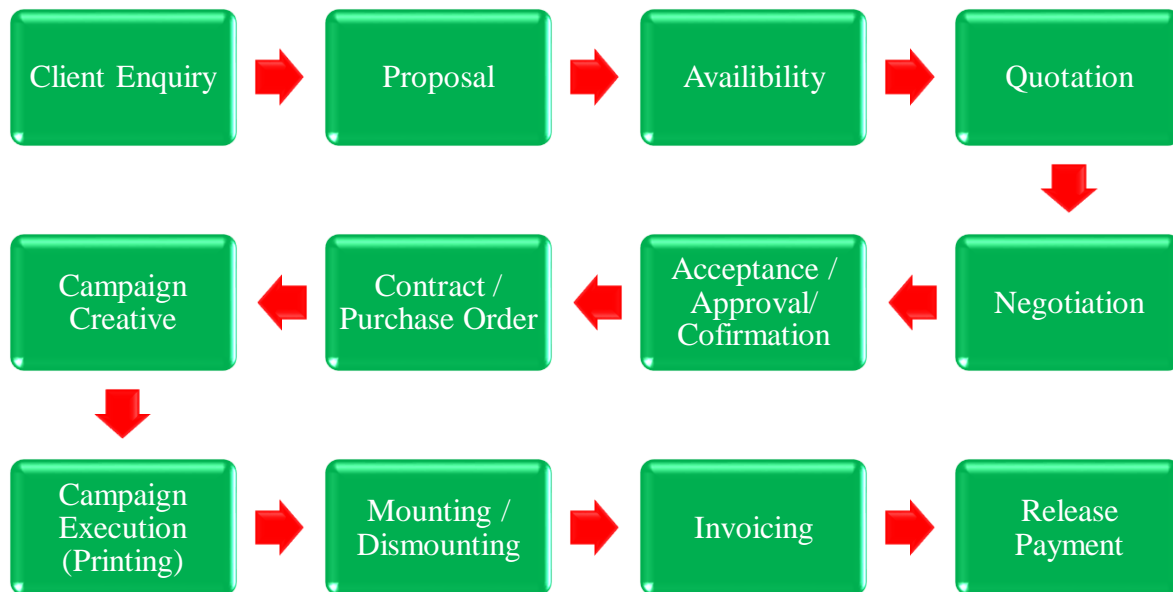 Client Enquiry
Proposal
Availibility
Quotation
Negotiation
Acceptance /
Approval/
Cofirmation
Contract /
Purchase Order
Campaign
Creative
Campaign
Execution
(Printing)
Mounting /
Dismounting
Invoicing
Release
Payment